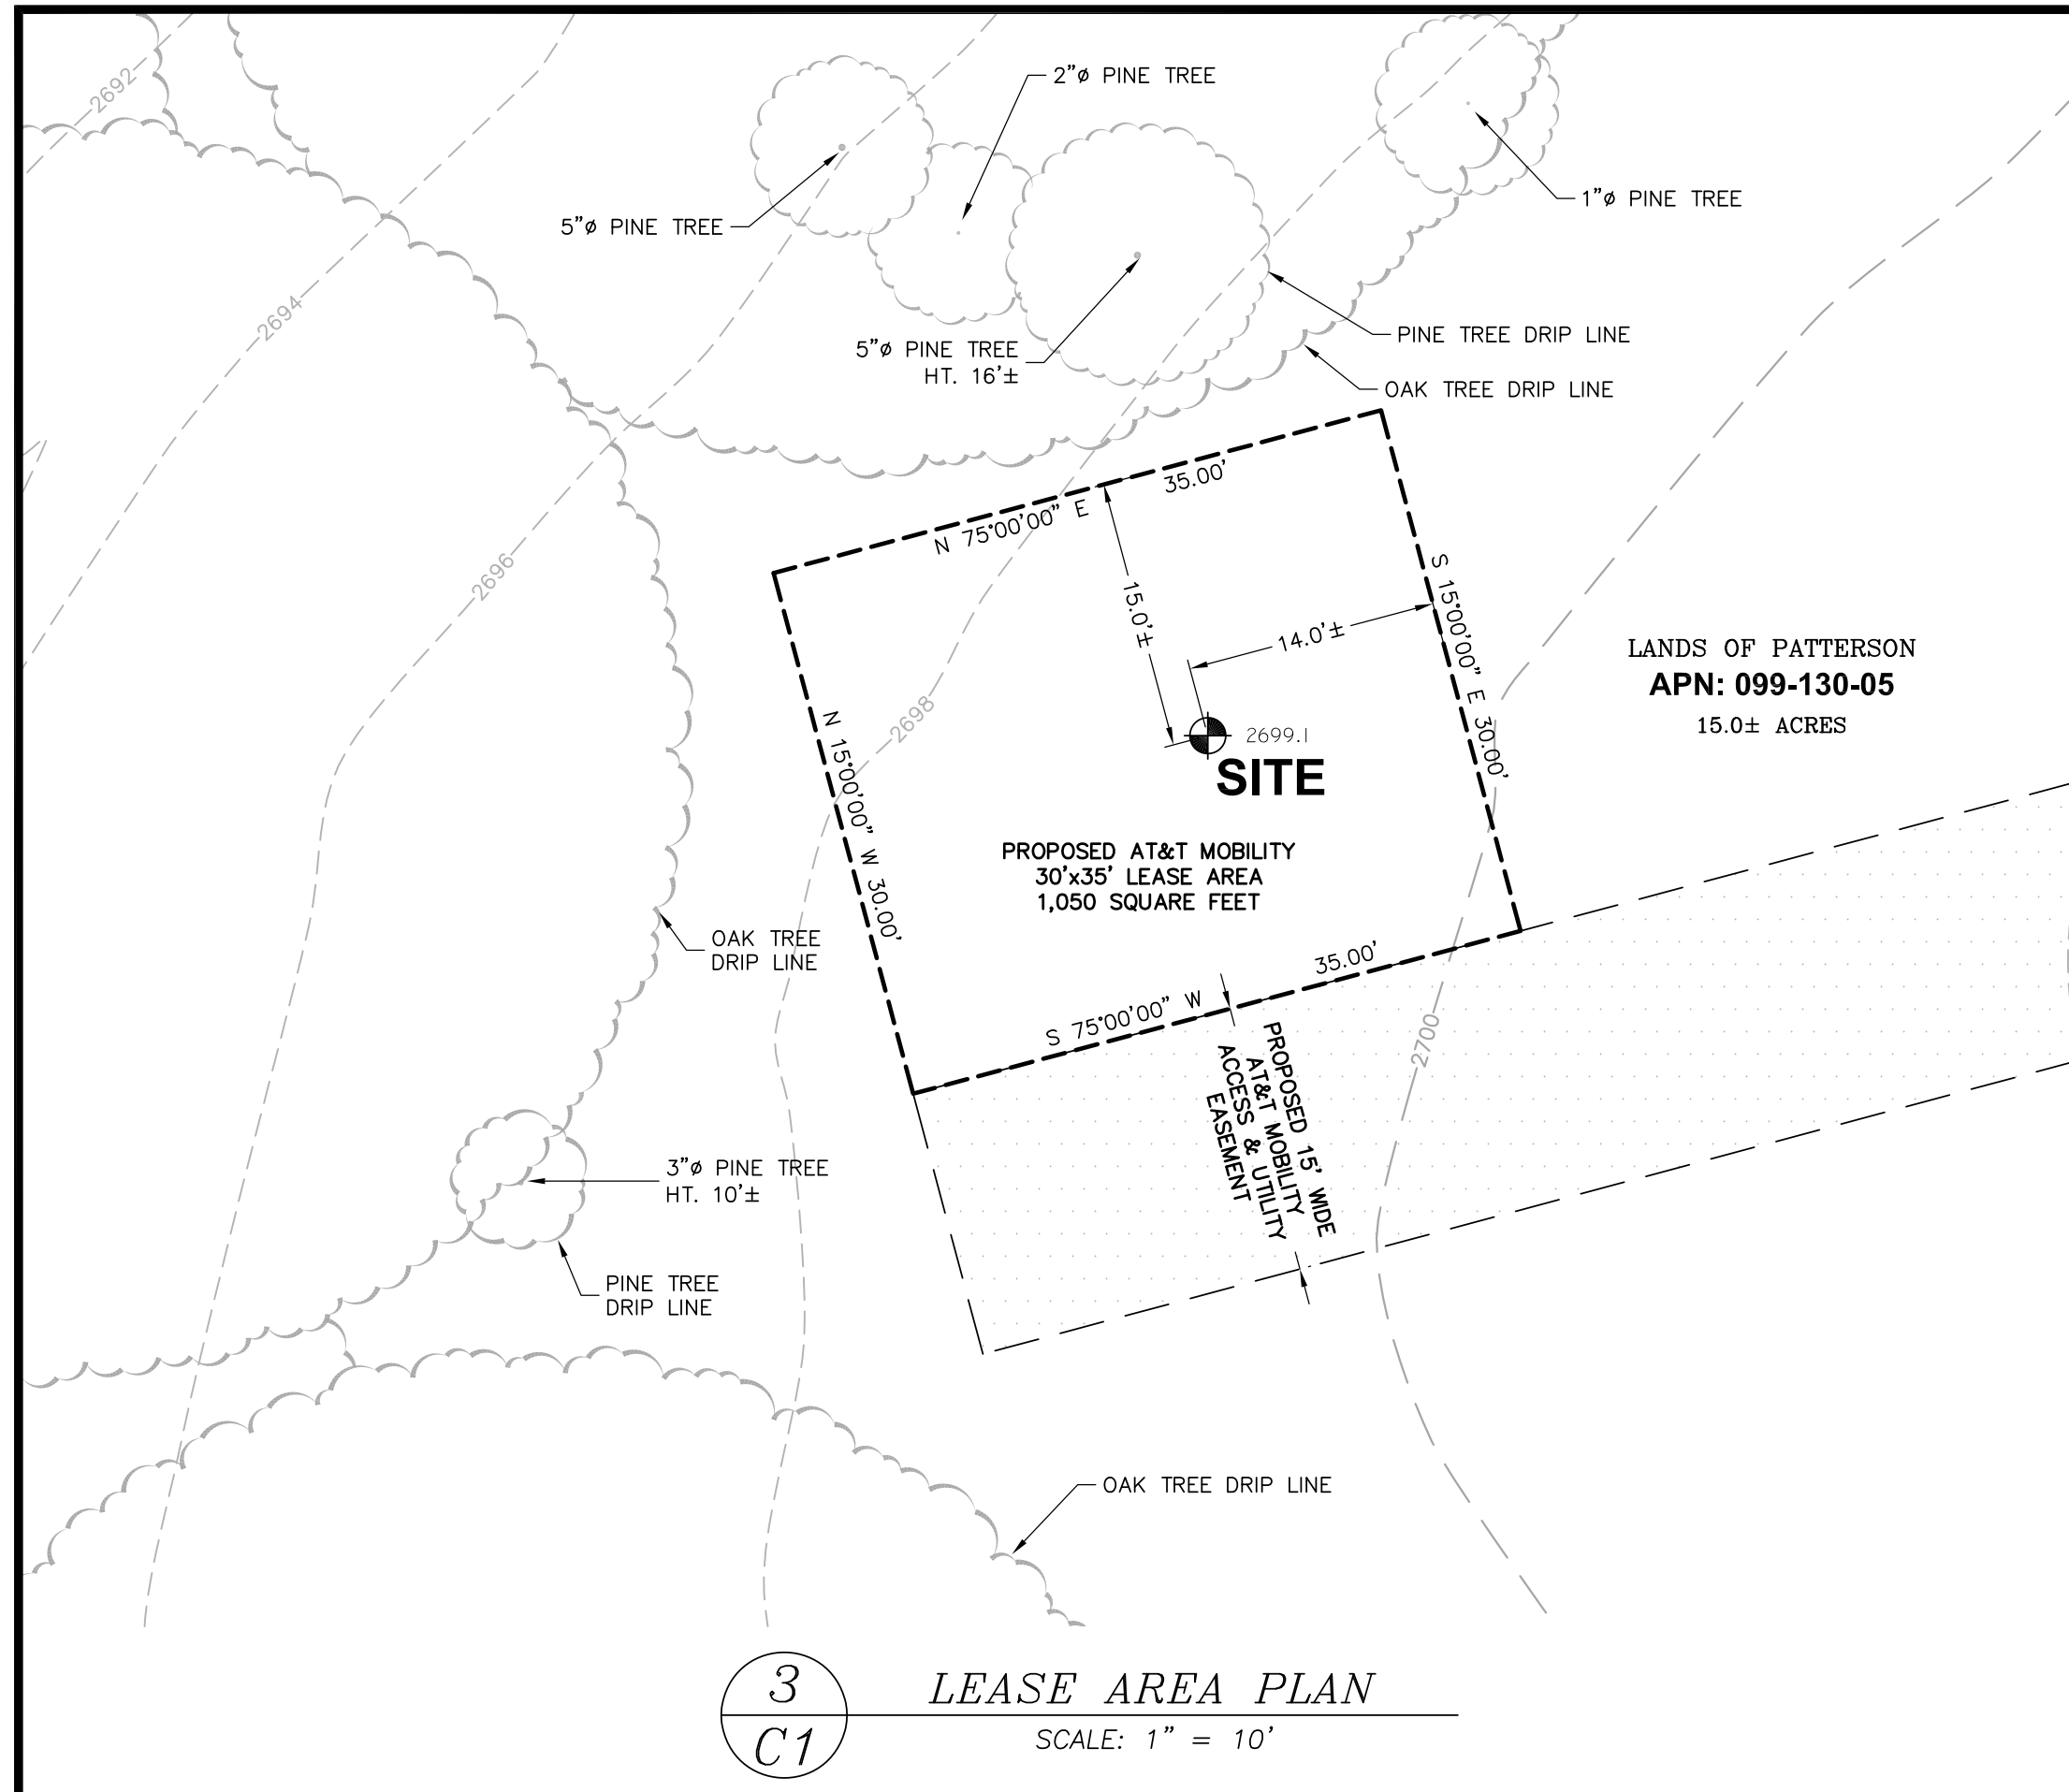 2692
2"ø PINE TREE
1"ø PINE TREE
5"ø PINE TREE
2694
PINE TREE DRIP LINE
5"ø PINE TREE
HT. 16'±
OAK TREE DRIP LINE
35.00'
N 75°00'00" E
2696
S 15°00'00" E 30.00'
15.0'±
14.0'±
LANDS OF PATTERSON
APN: 099-130-05
15.0± ACRES
2698
N 15°00'00" W 30.00'
2699.1
SITE
PROPOSED AT&T MOBILITY
30'x35' LEASE AREA
1,050 SQUARE FEET
OAK TREE
DRIP LINE
35.00'
S 75°00'00" W
2700
PROPOSED 15' WIDE
AT&T MOBILITY
ACCESS & UTILITY
EASEMENT
3"ø PINE TREE
HT. 10'±
PINE TREE
DRIP LINE
OAK TREE DRIP LINE
3
C1
LEASE AREA PLAN
SCALE: 1" = 10'